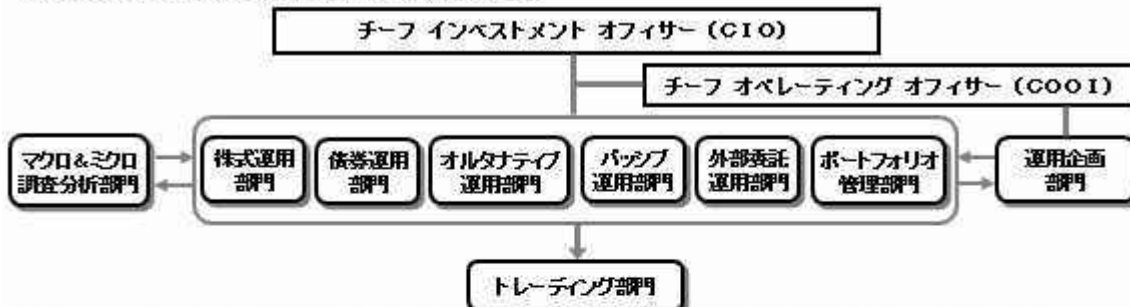 チーフ インベストメント オフィサー (CIO)
チーフ オペレーティング オフィサー (COOI)
マクロ&ミクロ
調査分析部門
株式運用
部門
債券運用
部門
オルタナティブ
運用部門
パッシブ
運用部門
外部委託
運用部門
ポートフォリオ
管理部門
運用企画
部門
トレーディング部門